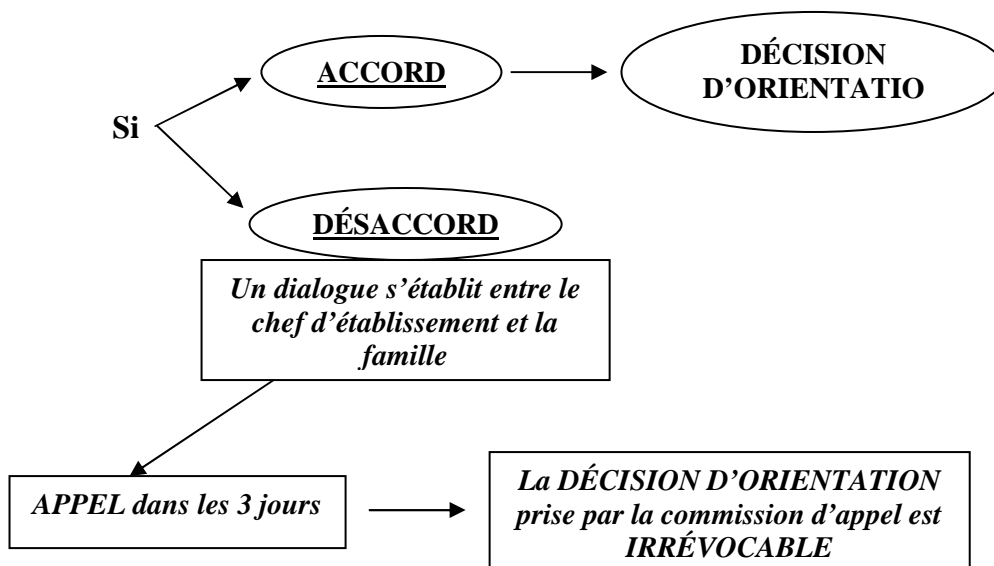 ACCORD
DÉCISION
D’ORIENTATIO
Si
DÉSACCORD
Un dialogue s’établit entre le
chef d’établissement et la
famille
APPEL dans les 3 jours
La DÉCISION D’ORIENTATION
prise par la commission d’appel est
IRRÉVOCABLE